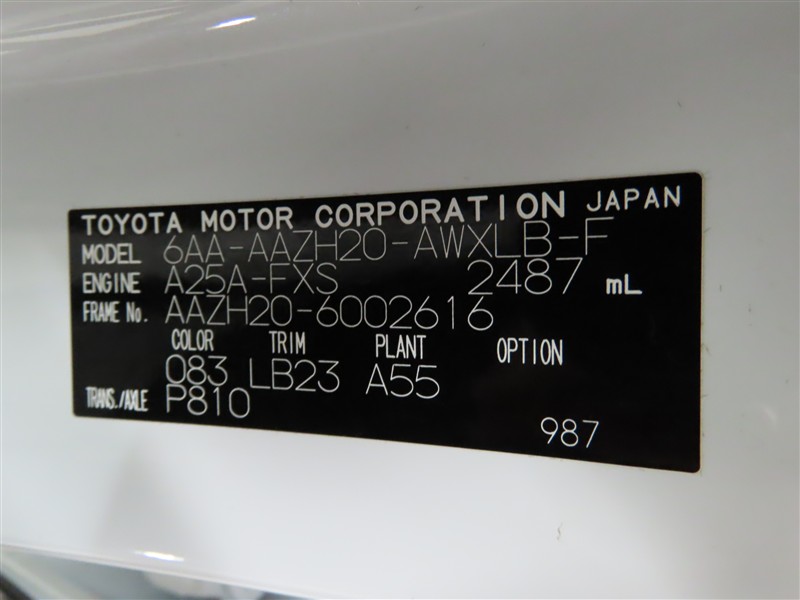 TOYOTA MOTOR CORPORATION JAPAN
MODEL 6AA-AAZH20-AWXLB-F
ENGINE A25A-FXS 2487 mL
FRAME No. AAZH20-6002616
COLOR TRIM PLANT OPTION
083 LB23 A55
TRANS./AXLE P810
987